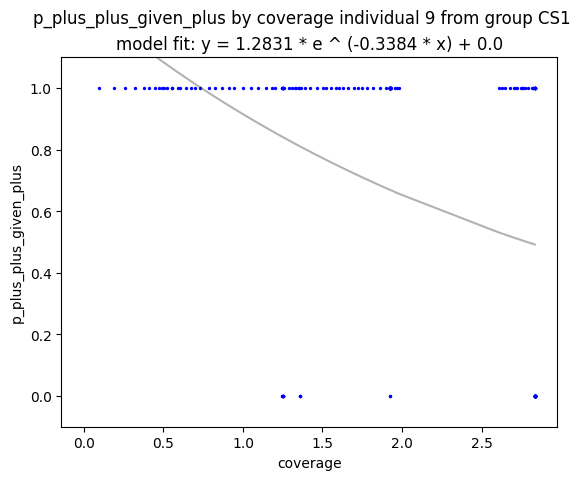 p_plus_plus_given_plus by coverage individual 9 from group CS1
model fit: y = 1.2831 * e ^ (-0.3384 * x) + 0.0
1.0
0.8
0.6
0.4
0.2
0.0
p_plus_plus_given_plus
0.0 0.5 1.0 1.5 2.0 2.5
coverage